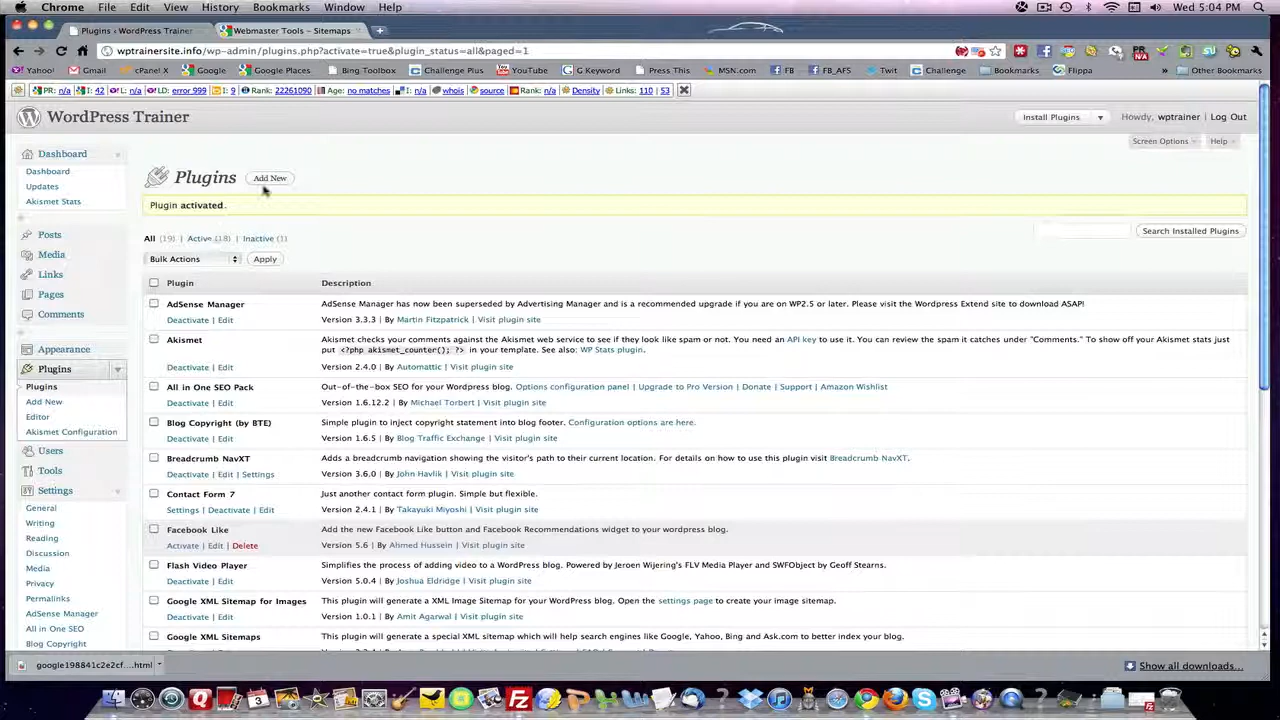 Chrome File Edit View History Bookmarks Window Help Wed 5:04 PM
Plugins ‹ WordPress Trainer Webmaster Tools - Sitemaps
wptrainersite.info/wp-admin/plugins.php?activate=true&plugin_status=all&paged=1
Yahoo! Gmail cPanel X Google Google Places Bing Toolbox Challenge Plus YouTube G Keyword Press This MSN.com FB FB_AFS Twit Challenge Bookmarks Flippa » Other Bookmarks
PR: n/a I: 42 L: n/a LD: error 999 I: 9 Rank: 22261090 Age: no matches I: n/a whois source Rank: n/a Density Links: 110 | 53
WordPress Trainer Install Plugins Howdy, wptrainer | Log Out
Screen Options Help
Dashboard
Dashboard
Updates
Akismet Stats
Posts
Media
Links
Pages
Comments
Appearance
Plugins
Plugins
Add New
Editor
Akismet Configuration
Users
Tools
Settings
General
Writing
Reading
Discussion
Media
Privacy
Permalinks
AdSense Manager
All in One SEO
Blog Copyright
Plugins Add New
Plugin activated.
All (19) | Active (18) | Inactive (1)
Search Installed Plugins
Bulk Actions Apply
Plugin Description
AdSense Manager AdSense Manager has now been superseded by Advertising Manager and is a recommended upgrade if you are on WP2.5 or later. Please visit the Wordpress Extend site to download ASAP!
Deactivate | Edit Version 3.3.3 | By Martin Fitzpatrick | Visit plugin site
Akismet Akismet checks your comments against the Akismet web service to see if they look like spam or not. You need an API key to use it. You can review the spam it catches under "Comments." To show off your Akismet stats just
put <?php akismet_counter(); ?> in your template. See also: WP Stats plugin.
Deactivate | Edit Version 2.4.0 | By Automattic | Visit plugin site
All in One SEO Pack Out-of-the-box SEO for your Wordpress blog. Options configuration panel | Upgrade to Pro Version | Donate | Support | Amazon Wishlist
Deactivate | Edit Version 1.6.12.2 | By Michael Torbert | Visit plugin site
Blog Copyright (by BTE) Simple plugin to inject copyright statement into blog footer. Configuration options are here.
Deactivate | Edit Version 1.6.5 | By Blog Traffic Exchange | Visit plugin site
Breadcrumb NavXT Adds a breadcrumb navigation showing the visitor's path to their current location. For details on how to use this plugin visit Breadcrumb NavXT.
Deactivate | Edit | Settings Version 3.6.0 | By John Havlik | Visit plugin site
Contact Form 7 Just another contact form plugin. Simple but flexible.
Settings | Deactivate | Edit Version 2.4.1 | By Takayuki Miyoshi | Visit plugin site
Facebook Like Add the new Facebook Like button and Facebook Recommendations widget to your wordpress blog.
Activate | Edit | Delete Version 5.6 | By Ahmed Hussein | Visit plugin site
Flash Video Player Simplifies the process of adding video to a WordPress blog. Powered by Jeroen Wijering's FLV Media Player and SWFObject by Geoff Stearns.
Deactivate | Edit Version 5.0.4 | By Joshua Eldridge | Visit plugin site
Google XML Sitemap for Images This plugin will generate a XML Image Sitemap for your WordPress blog. Open the settings page to create your image sitemap.
Deactivate | Edit Version 1.0.1 | By Amit Agarwal | Visit plugin site
Google XML Sitemaps This plugin will generate a special XML sitemap which will help search engines like Google, Yahoo, Bing and Ask.com to better index your blog.
google198841c2e2cf....html Show all downloads...